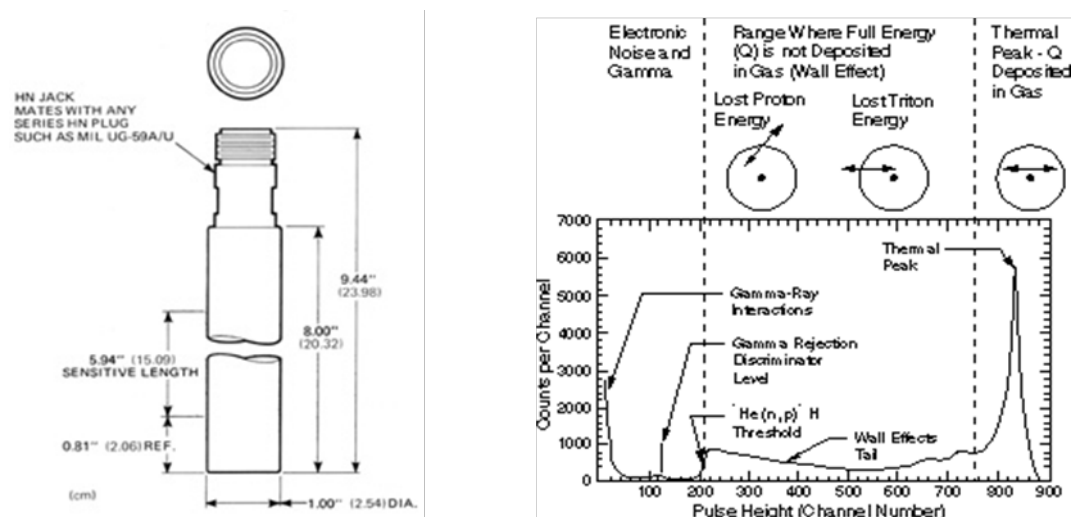 HN JACK
MATES WITH ANY
SERIES HN PLUG
SUCH AS MIL UG-59A/U
9.44"
(23.98)
8.00"
(20.32)
5.94" (15.09)
SENSITIVE LENGTH
0.81" (2.06) REF.
(cm)
1.00" (2.54) DIA.
Electronic
Noise and
Gamma
Range Where Full Energy
(Q) is not Deposited
in Gas (Wall Effect)
Thermal
Peak - Q
Deposited
in Gas
Lost Proton
Energy
Lost Triton
Energy
Counts per Channel
7000
6000
5000
4000
3000
2000
1000
0
Thermal
Peak
Gamma-Ray
Interactions
Gamma Rejection
Discriminator
Level
He (n,p) H
Threshold
Wall Effects
Tail
100 200 300 400 500 600 700 800 900
Pulse Height (Channel Number)